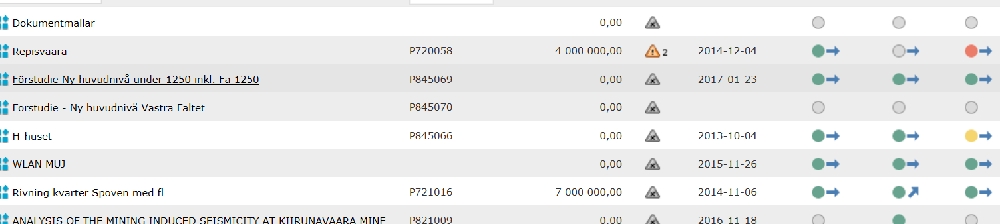 Dokumentmallar 0,00
Repisvaara P720058 4 000 000,00 2 2014-12-04
Förstudie Ny huvudnivå under 1250 inkl. Fa 1250 P845069 0,00 2017-01-23
Förstudie - Ny huvudnivå Västra Fältet P845070 0,00
H-huset P845066 0,00 2013-10-04
WLAN MUJ 0,00 2015-11-26
Rivning kvarter Spoven med fl P721016 7 000 000,00 2014-11-06
ANALYSIS OF THE MINING INDUCED SEISMICITY AT KIIRUNAVAARA MINE P821009 0,00 2016-11-18